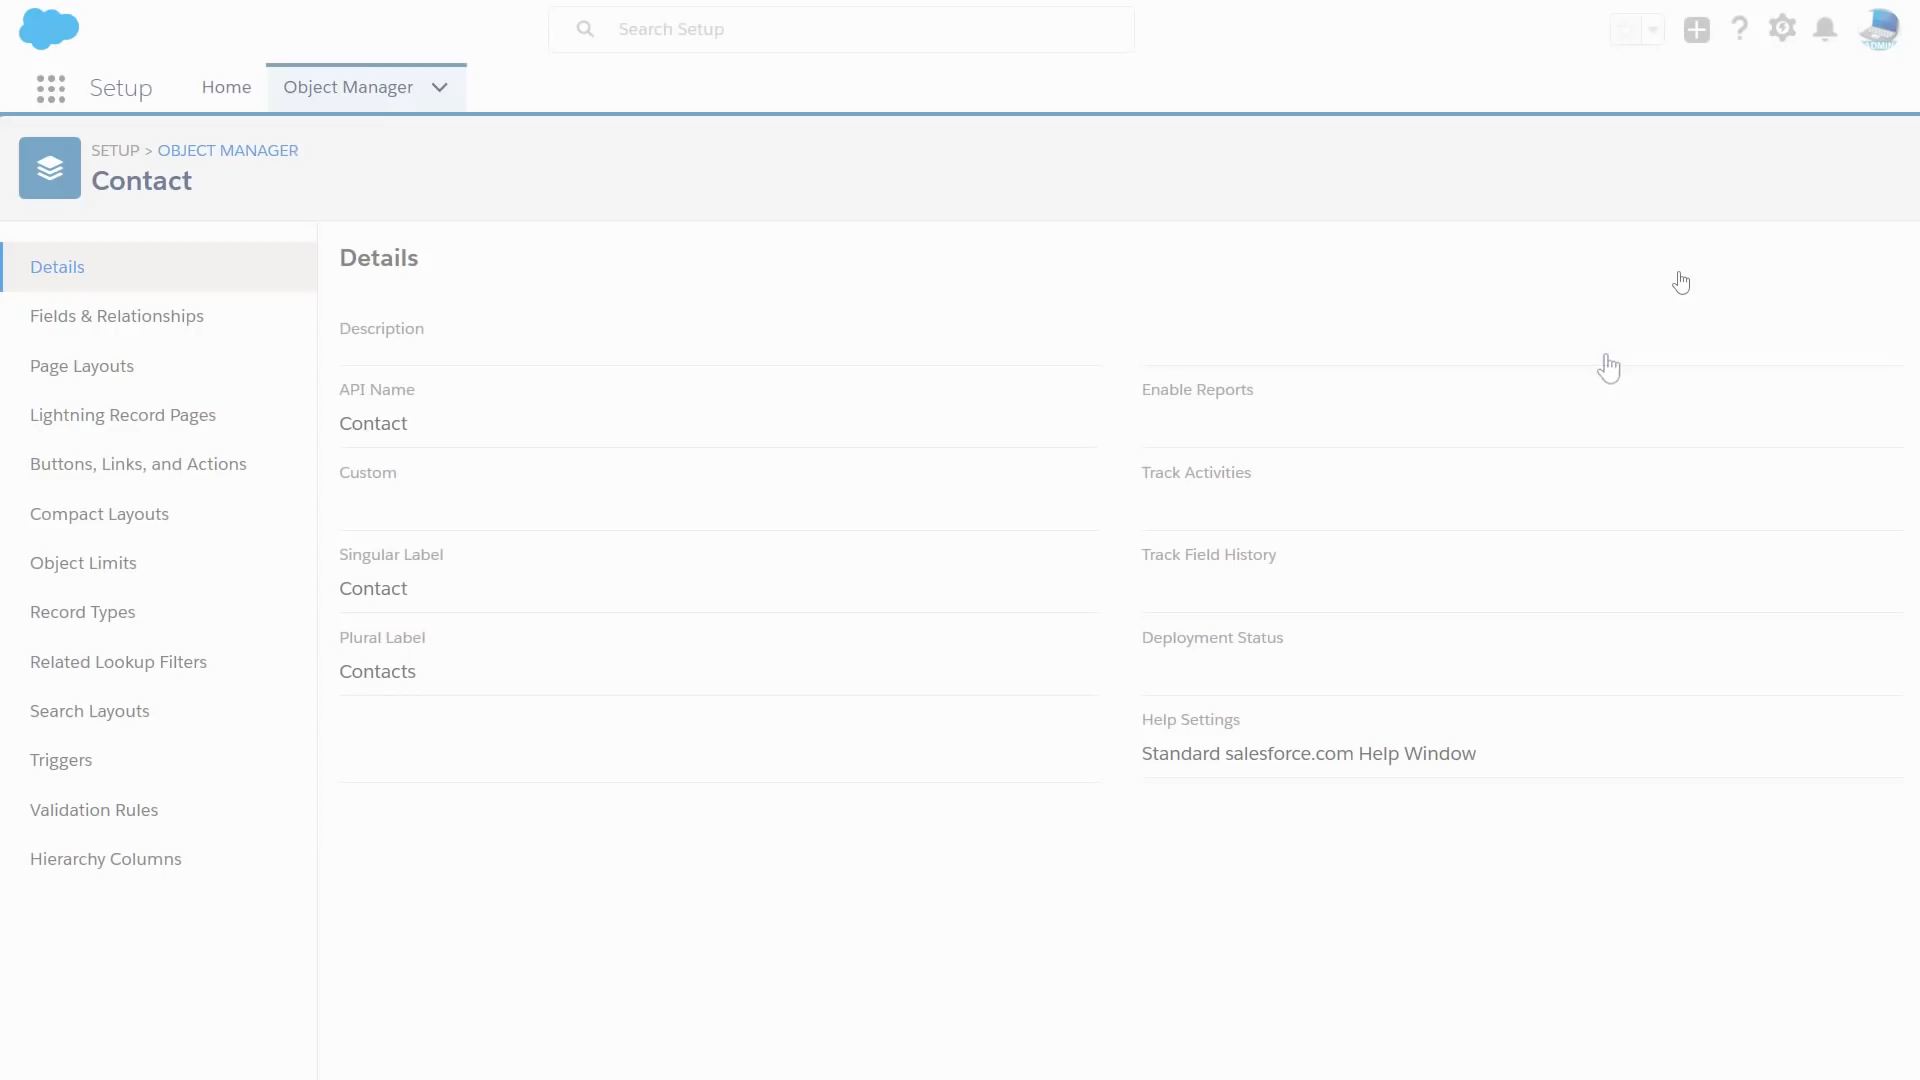 Search Setup
ADMIN
Setup
Home
Object Manager
SETUP > OBJECT MANAGER
Contact
Details
Fields & Relationships
Page Layouts
Lightning Record Pages
Buttons, Links, and Actions
Compact Layouts
Object Limits
Record Types
Related Lookup Filters
Search Layouts
Triggers
Validation Rules
Hierarchy Columns
Details
Description
API Name
Contact
Custom
Singular Label
Contact
Plural Label
Contacts
Enable Reports
Track Activities
Track Field History
Deployment Status
Help Settings
Standard salesforce.com Help Window